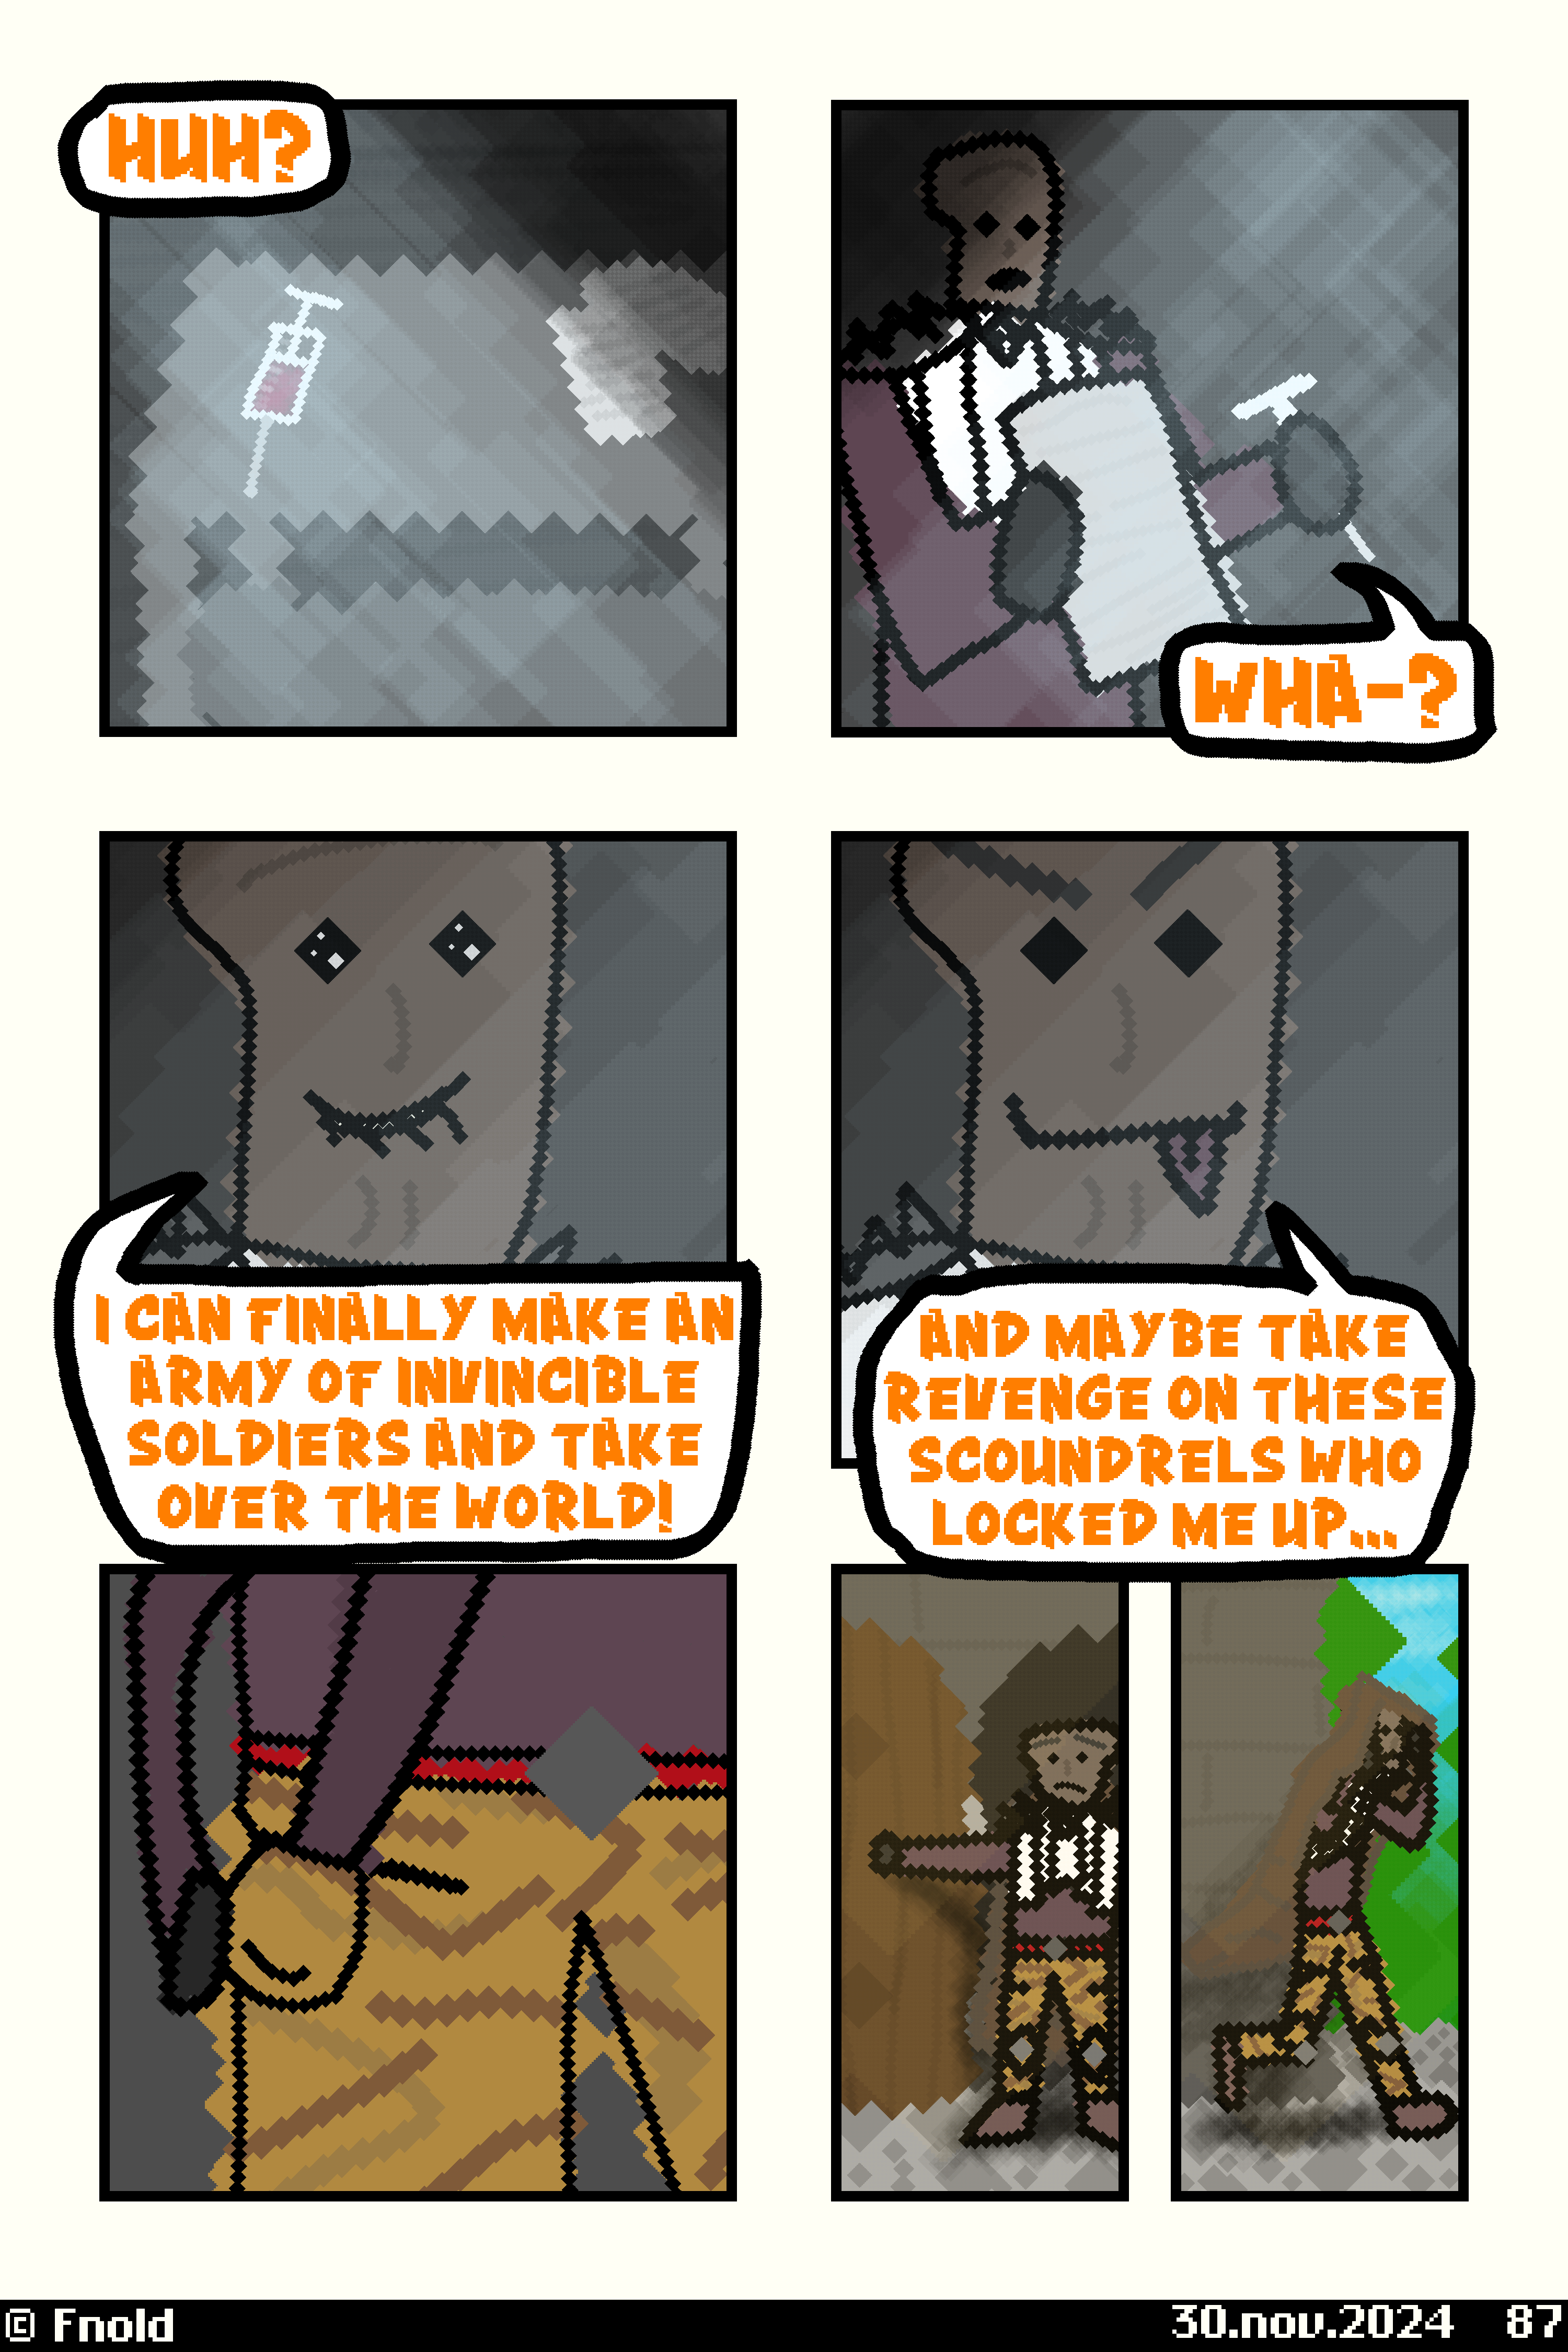 HUH?
WHA-?
I CAN FINALLY MAKE AN
ARMY OF INVINCIBLE
SOLDIERS AND TAKE
OVER THE WORLD!
AND MAYBE TAKE
REVENGE ON THESE
SCOUNDRELS WHO
LOCKED ME UP...
© Fnold
30.nov.2024 87